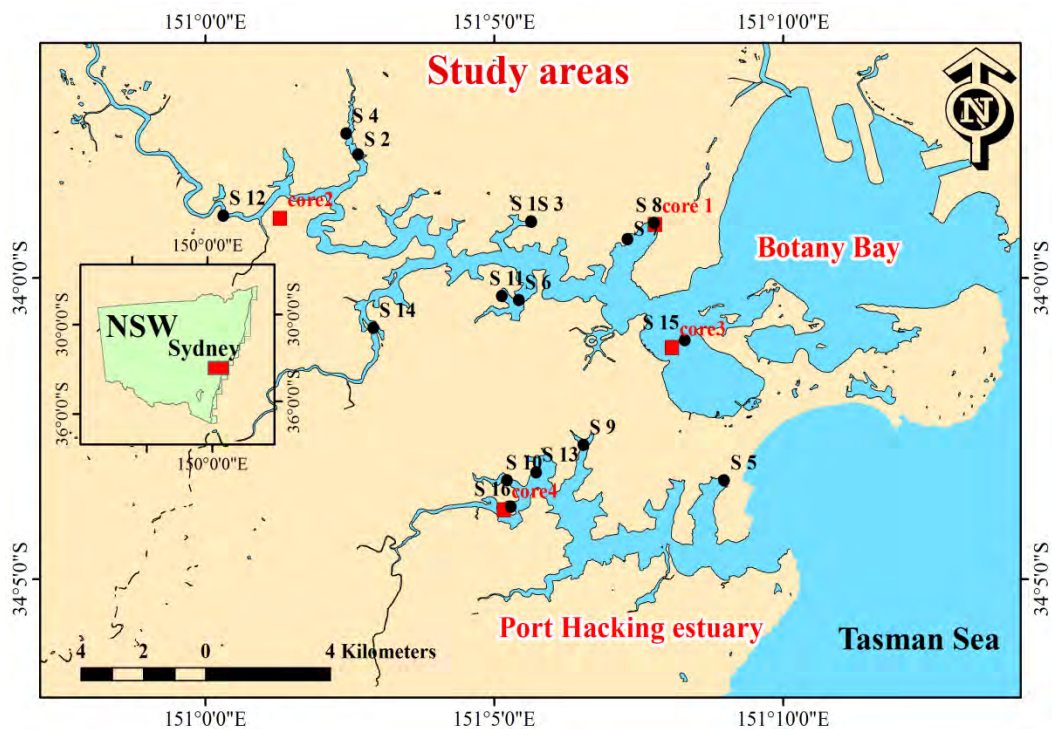 151°0'0"E 151°5'0"E 151°10'0"E
Study areas
N
S 4
S 2
S 12
core2
S 1 S 3
S 8 core 1
S 7
Botany Bay
34°0'0"S 34°0'0"S
150°0'0"E
S 11 S 6
S 14
S 15 core3
NSW
Sydney
30°0'0"S 30°0'0"S
36°0'0"S 36°0'0"S
150°0'0"E
S 9
S 10 S 13
S 5
S 16 core4
34°5'0"S 34°5'0"S
Port Hacking estuary
Tasman Sea
4 2 0 4 Kilometers
151°0'0"E 151°5'0"E 151°10'0"E